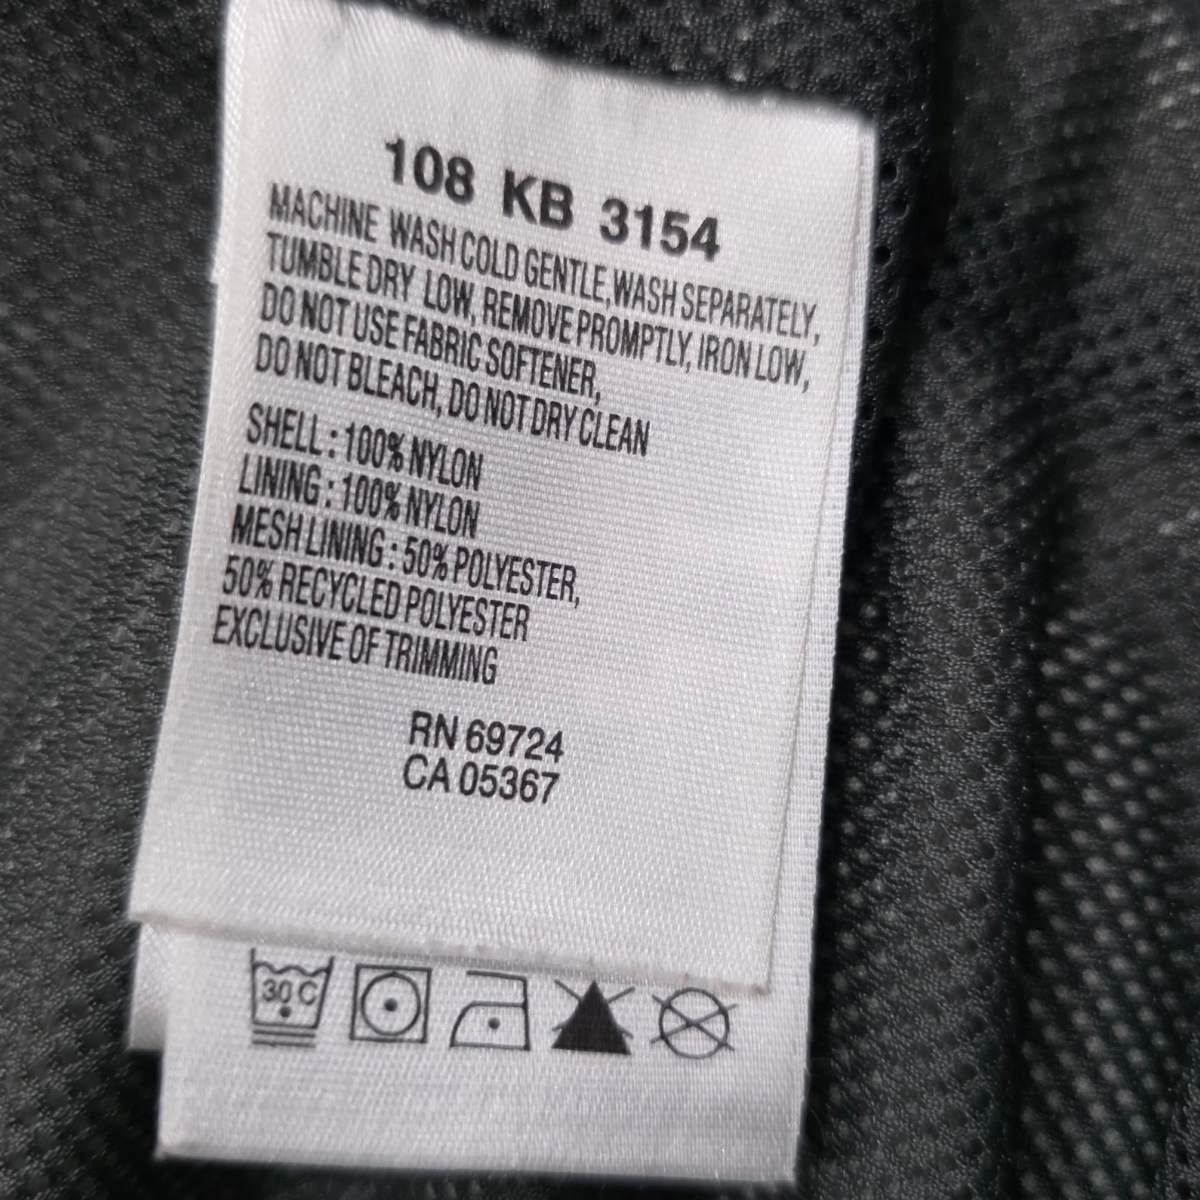 108 KB 3154
MACHINE WASH COLD GENTLE, WASH SEPARATELY,
TUMBLE DRY LOW, REMOVE PROMPTLY, IRON LOW,
DO NOT USE FABRIC SOFTENER,
DO NOT BLEACH, DO NOT DRY CLEAN
SHELL : 100% NYLON
LINING : 100% NYLON
MESH LINING : 50% POLYESTER,
50% RECYCLED POLYESTER
EXCLUSIVE OF TRIMMING
RN 69724
CA 05367
30 C